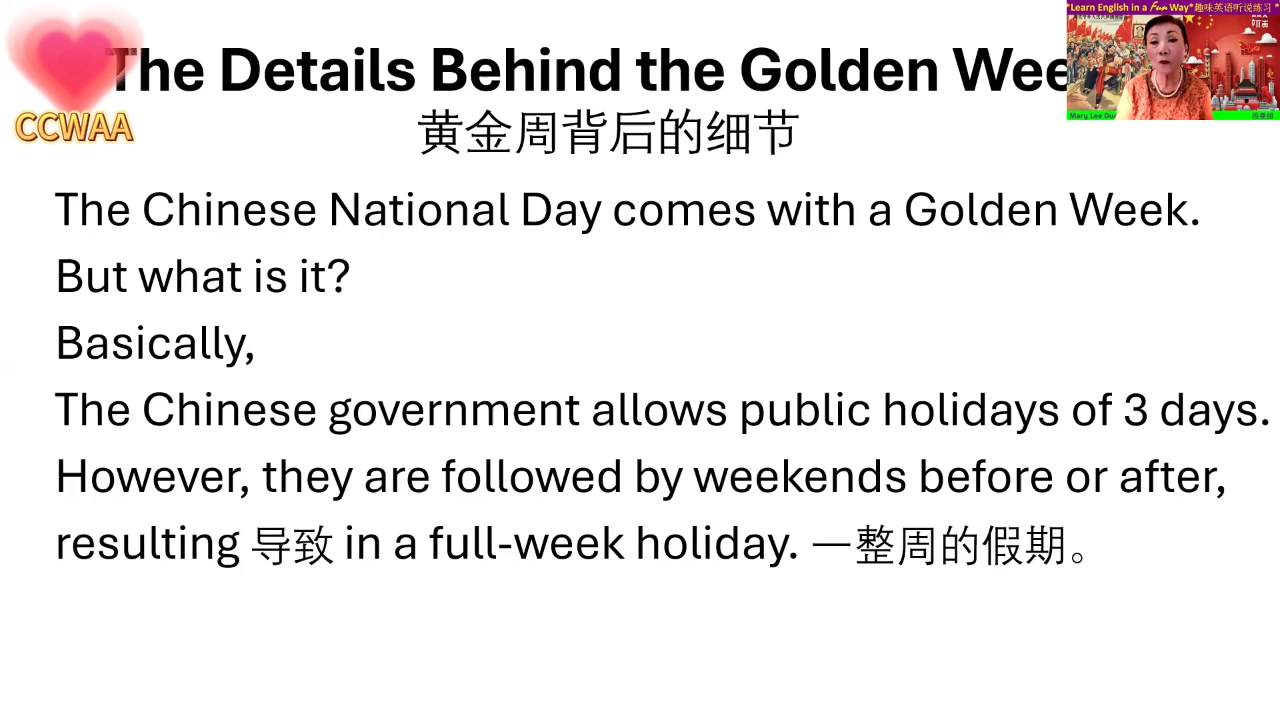 *Learn English in a Fun Way*趣味英语听说练习 *
The Details Behind the Golden Wee
CCWAA
黄金周背后的细节
Mary Lee Du
The Chinese National Day comes with a Golden Week.
But what is it?
Basically,
The Chinese government allows public holidays of 3 days.
However, they are followed by weekends before or after,
resulting 导致 in a full-week holiday. 一整周的假期。